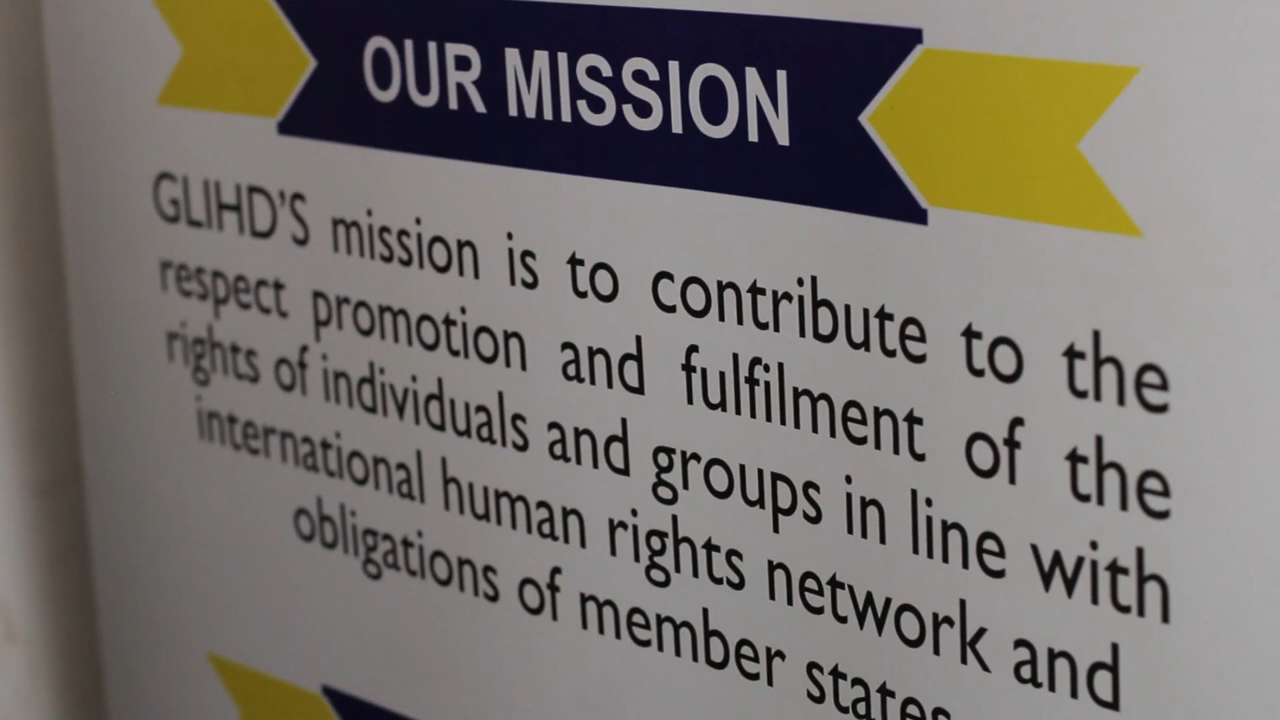 OUR MISSION
GLIHD'S mission is to contribute to the
respect promotion and fulfilment of the
rights of individuals and groups in line with
international human rights network and
obligations of member states